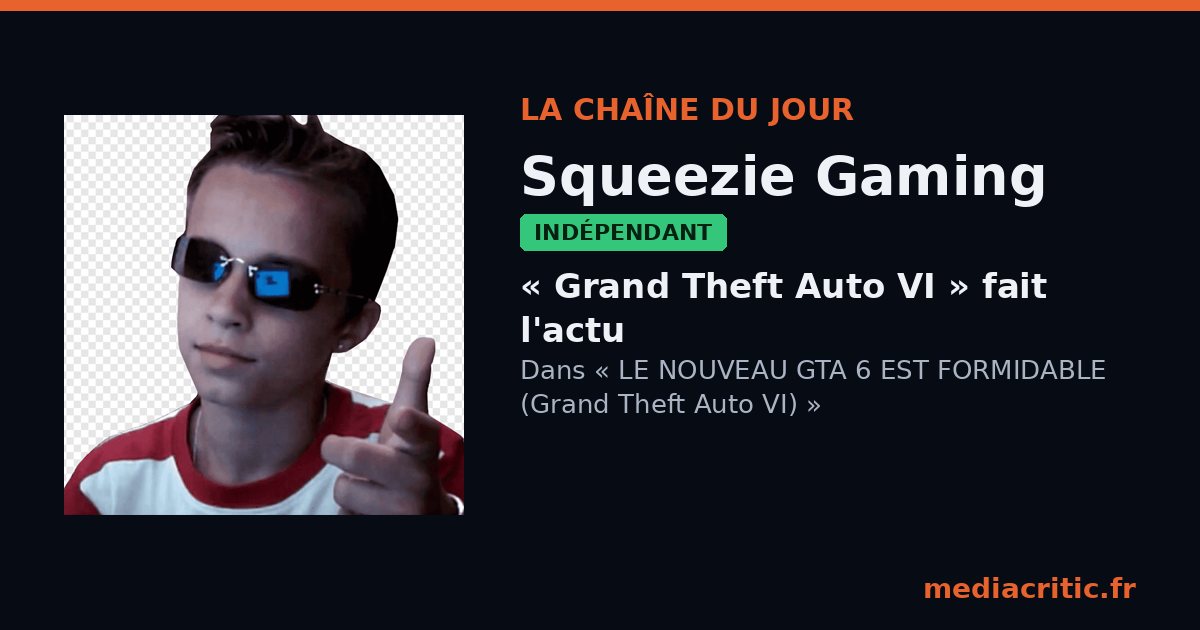 LA CHAÎNE DU JOUR
Squeezie Gaming
INDÉPENDANT
« Grand Theft Auto VI » fait
l'actu
Dans « LE NOUVEAU GTA 6 EST FORMIDABLE
(Grand Theft Auto VI) »
mediacritic.fr